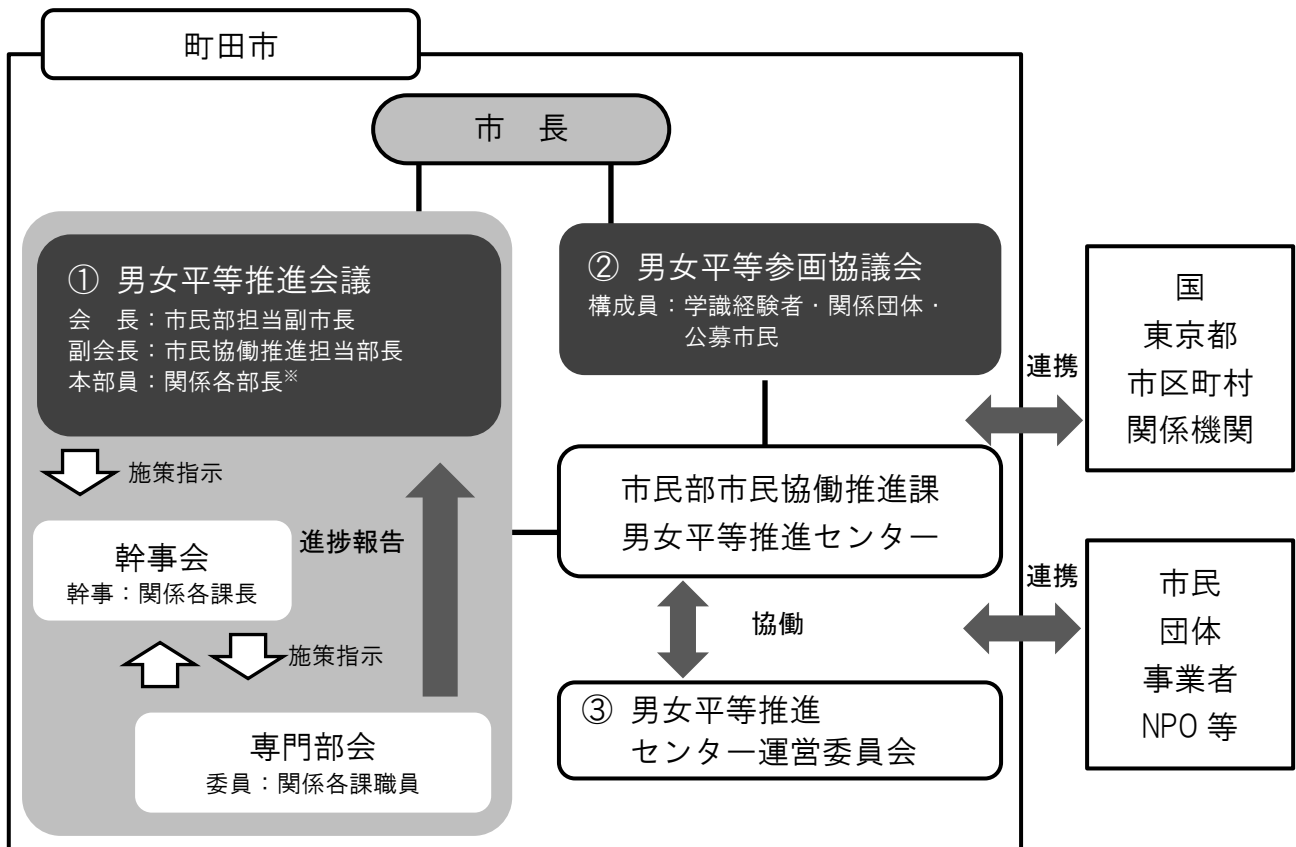 町田市
市 長
① 男女平等推進会議
会 長：市民部担当副市長
副会長：市民協働推進担当部長
本部員：関係各部長※
施策指示
幹事会
幹事：関係各課長
進捗報告
施策指示
専門部会
委員：関係各課職員
② 男女平等参画協議会
構成員：学識経験者・関係団体・
公募市民
市民部市民協働推進課
男女平等推進センター
協働
③ 男女平等推進
センター運営委員会
連携
国
東京都
市区町村
関係機関
連携
市民
団体
事業者
NPO 等